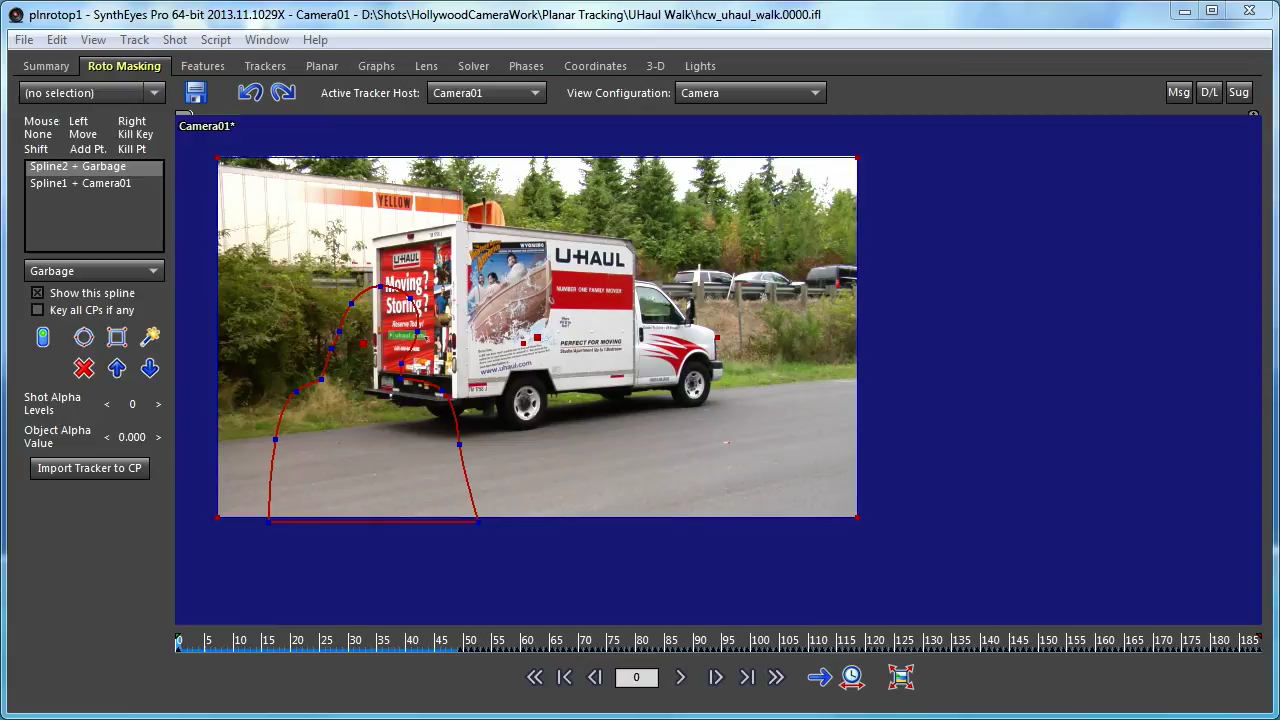 plnrotop1 - SynthEyes Pro 64-bit 2013.11.1029X - Camera01 - D:\Shots\HollywoodCameraWork\Planar Tracking\UHaul Walk\hcw_uhaul_walk.0000.ifl
File Edit View Track Shot Script Window Help
Summary Roto Masking Features Trackers Planar Graphs Lens Solver Phases Coordinates 3-D Lights
(no selection) Active Tracker Host: Camera01 View Configuration: Camera Msg D/L Sug
Mouse: Left Right
None Move Kill Key
Shift Add Pt. Kill Pt
Spline2 + Garbage
Spline1 + Camera01
Garbage
Show this spline
Key all CPs if any
Shot Alpha Levels < 0 >
Object Alpha Value < 0.000 >
Import Tracker to CP
Camera01*
YELLOW
U-HAUL
Moving?
Storing?
Reserve Today!
WYOMING
U-HAUL
NUMBER ONE FAMILY MOVER
PERFECT FOR MOVING
www.uhaul.com
0 5 10 15 20 25 30 35 40 45 50 55 60 65 70 75 80 85 90 95 100 105 110 115 120 125 130 135 140 145 150 155 160 165 170 175 180 185
0